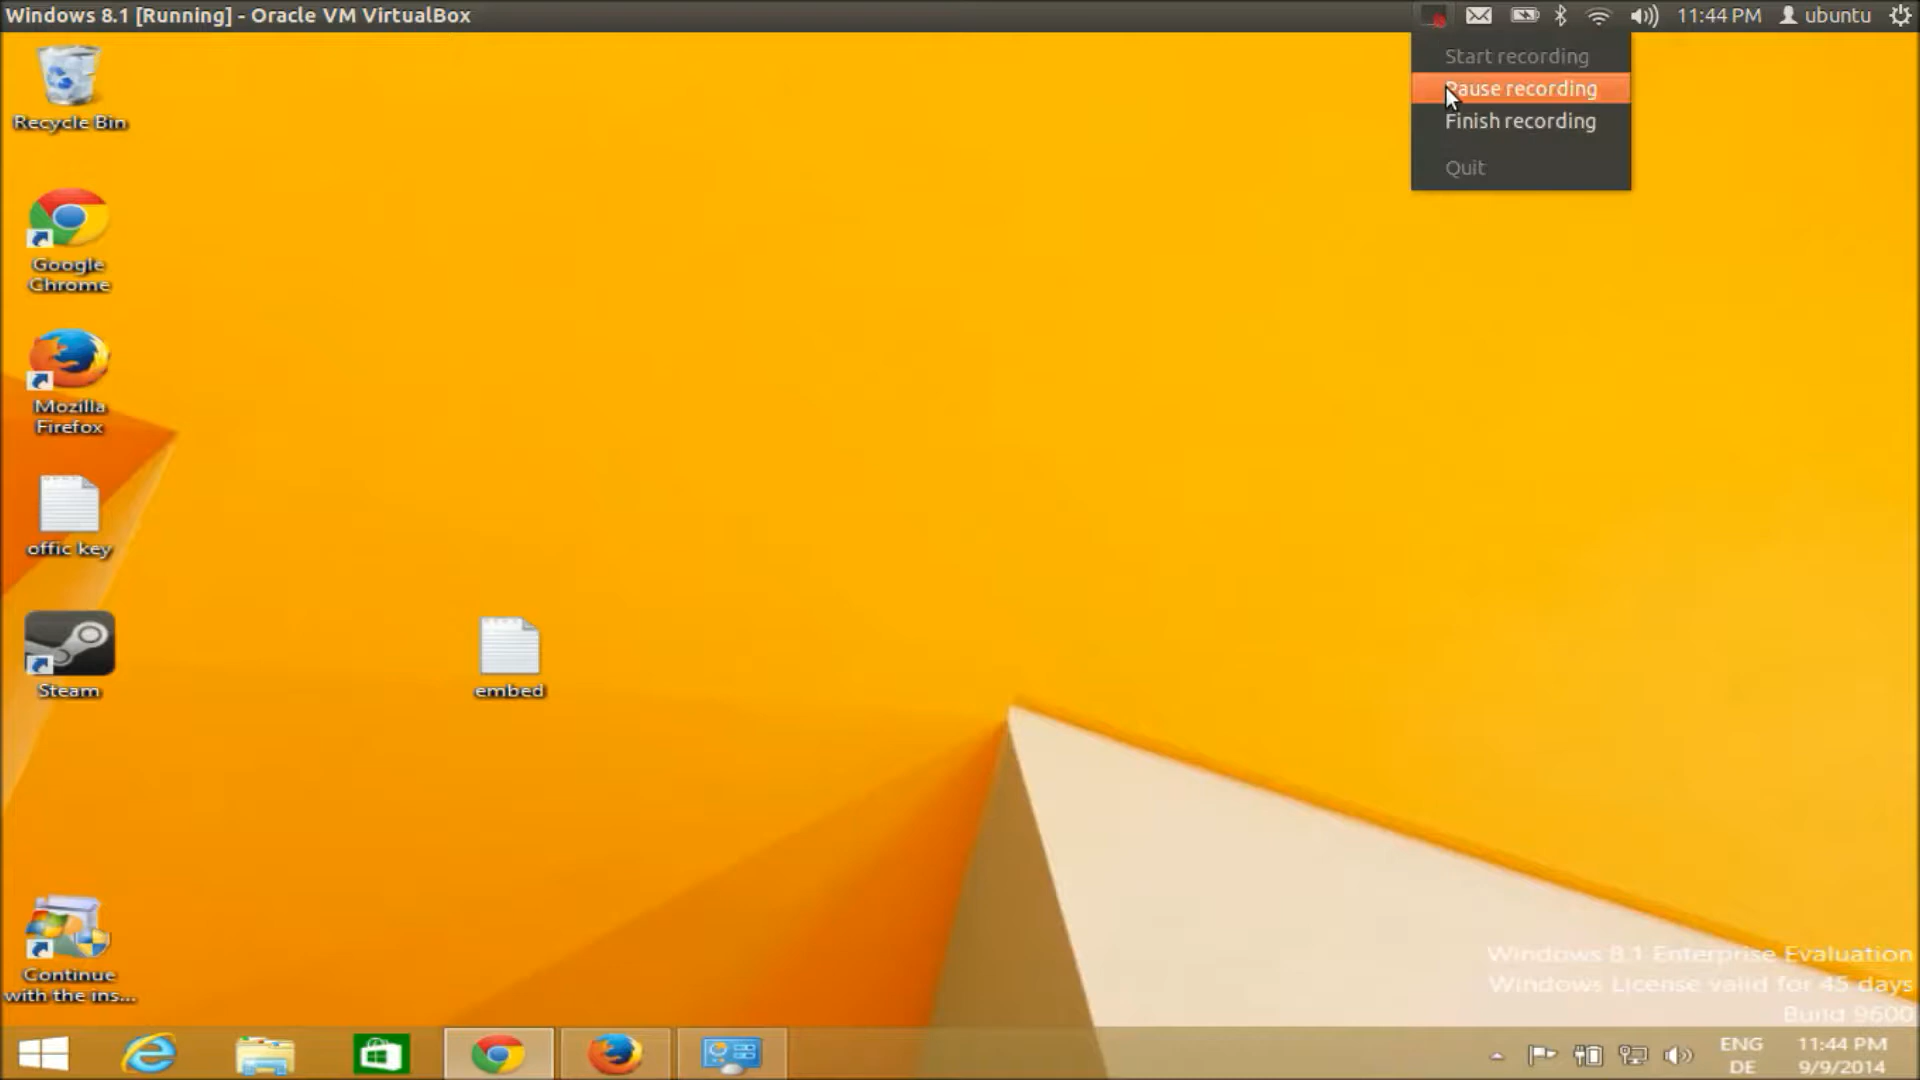 Windows 8.1 [Running] - Oracle VM VirtualBox
11:44 PM
ubuntu
Start recording
Pause recording
Finish recording
Quit
Recycle Bin
Google
Chrome
Mozilla
Firefox
offic key
Steam
embed
Continue
with the ins...
Windows 8.1 Enterprise Evaluation
Windows License valid for 45 days
Build 9600
ENG
DE
11:44 PM
9/9/2014